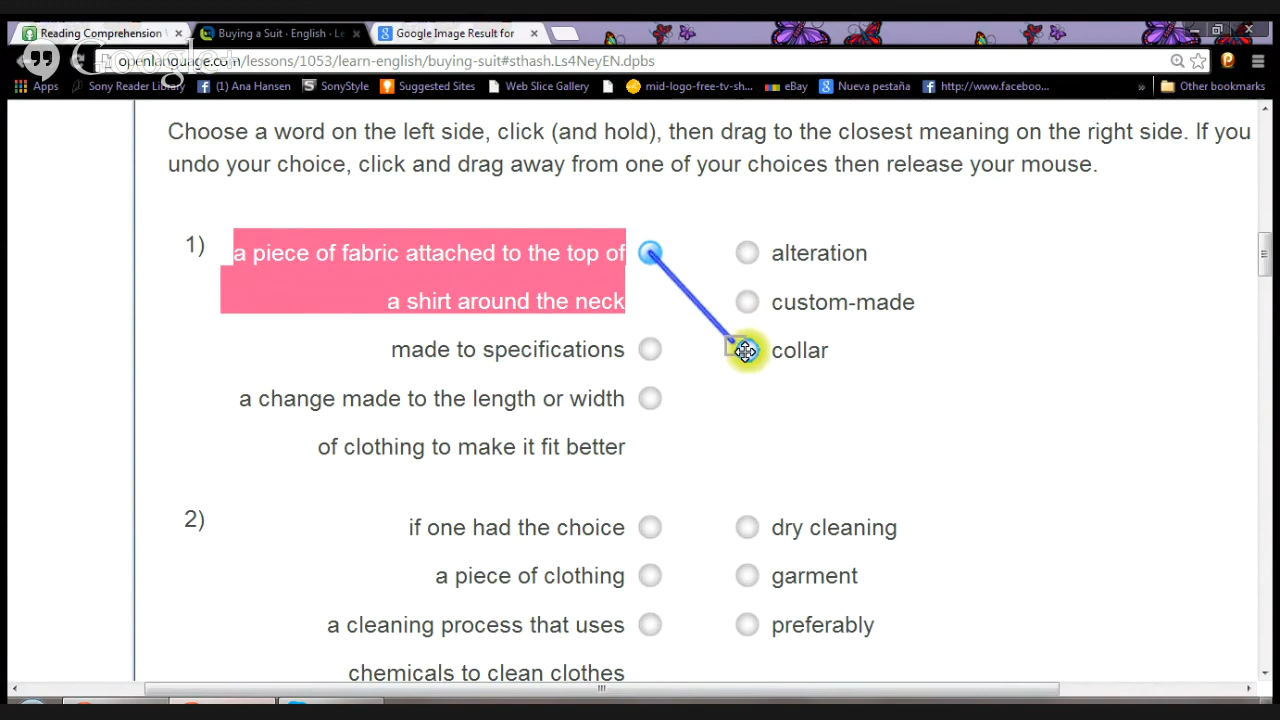 Reading Comprehension
Buying a Suit · English · Le
Google Image Result for
Google+
openlanguage.com/lessons/1053/learn-english/buying-suit#sthash.Ls4NeyEN.dpbs
Apps Sony Reader Library (1) Ana Hansen SonyStyle Suggested Sites Web Slice Gallery mid-logo-free-tv-sh... eBay Nueva pestaña http://www.faceboo... » Other bookmarks
Choose a word on the left side, click (and hold), then drag to the closest meaning on the right side. If you
undo your choice, click and drag away from one of your choices then release your mouse.
1) a piece of fabric attached to the top of alteration
a shirt around the neck custom-made
made to specifications collar
a change made to the length or width
of clothing to make it fit better
2) if one had the choice dry cleaning
a piece of clothing garment
a cleaning process that uses preferably
chemicals to clean clothes